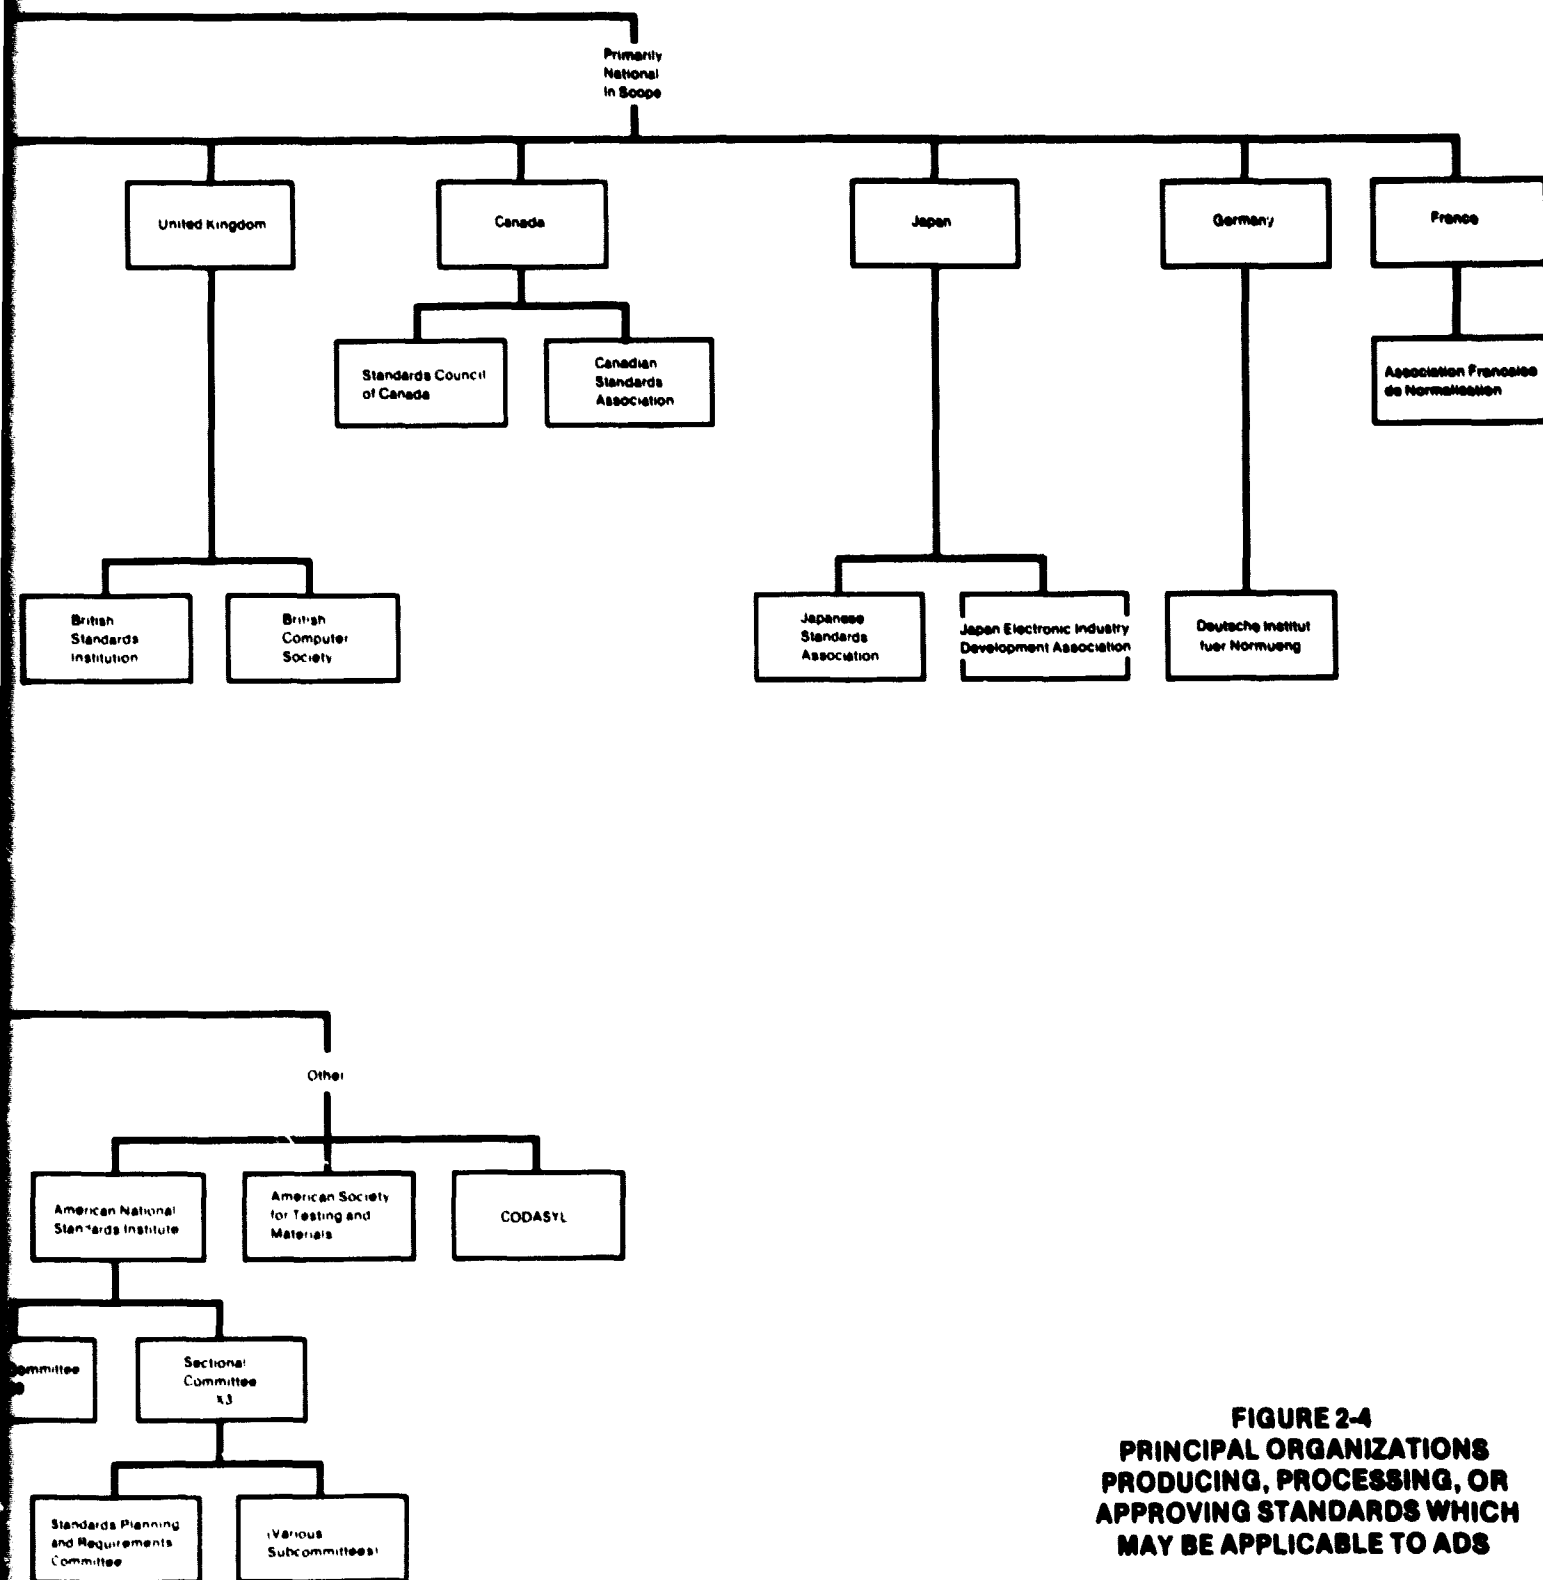 Primarily
National
In Scope
United Kingdom
Canada
Japan
Germany
France
Standards Council
of Canada
Canadian
Standards
Association
Association Francaise
de Normalisation
British
Standards
Institution
British
Computer
Society
Japanese
Standards
Association
Japan Electronic Industry
Development Association
Deutsche Institut
fuer Normueng
Other
American National
Standards Institute
American Society
for Testing and
Materials
CODASYL
ommittee
Sectional
Committee
X3
Standards Planning
and Requirements
Committee
(Various
Subcommittees)
FIGURE 2-4
PRINCIPAL ORGANIZATIONS
PRODUCING, PROCESSING, OR
APPROVING STANDARDS WHICH
MAY BE APPLICABLE TO ADS